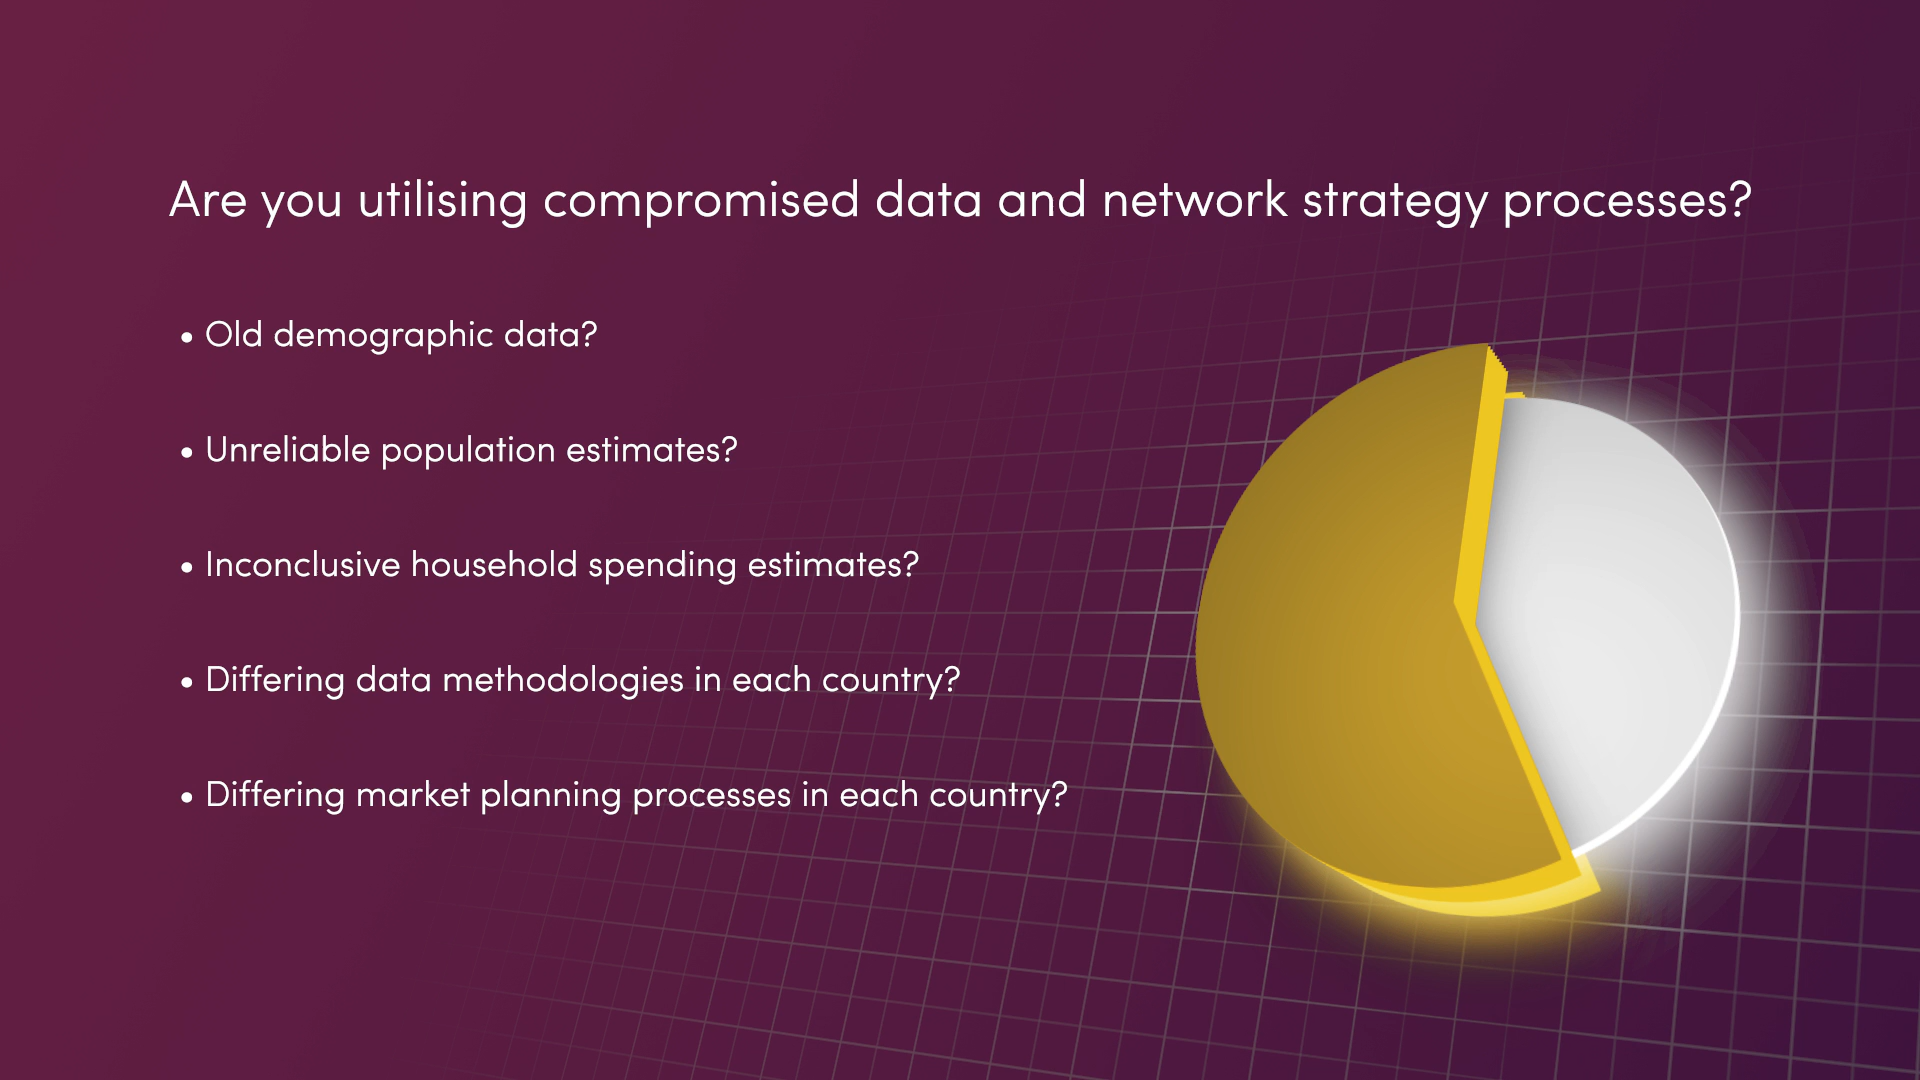 Are you utilising compromised data and network strategy processes?
• Old demographic data?
• Unreliable population estimates?
• Inconclusive household spending estimates?
• Differing data methodologies in each country?
• Differing market planning processes in each country?